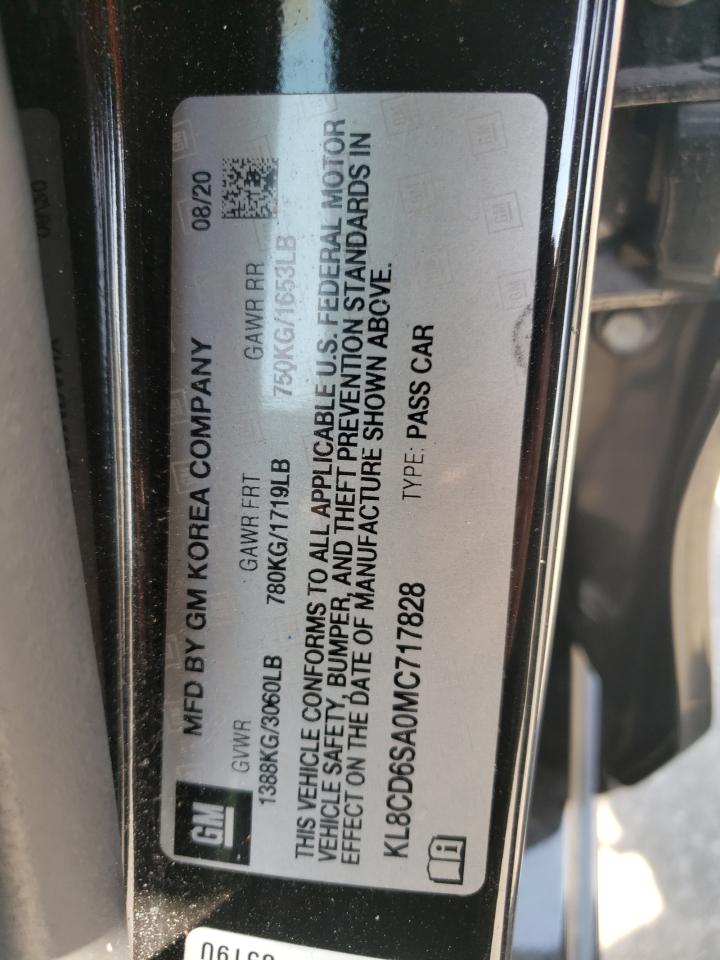 GM
MFD BY GM KOREA COMPANY 08/20
GVWR GAWR FRT GAWR RR
1388KG/3060LB 780KG/1719LB 750KG/1653LB
THIS VEHICLE CONFORMS TO ALL APPLICABLE U.S. FEDERAL MOTOR
VEHICLE SAFETY, BUMPER, AND THEFT PREVENTION STANDARDS IN
EFFECT ON THE DATE OF MANUFACTURE SHOWN ABOVE.
KL8CD6SA0MC717828 TYPE: PASS CAR